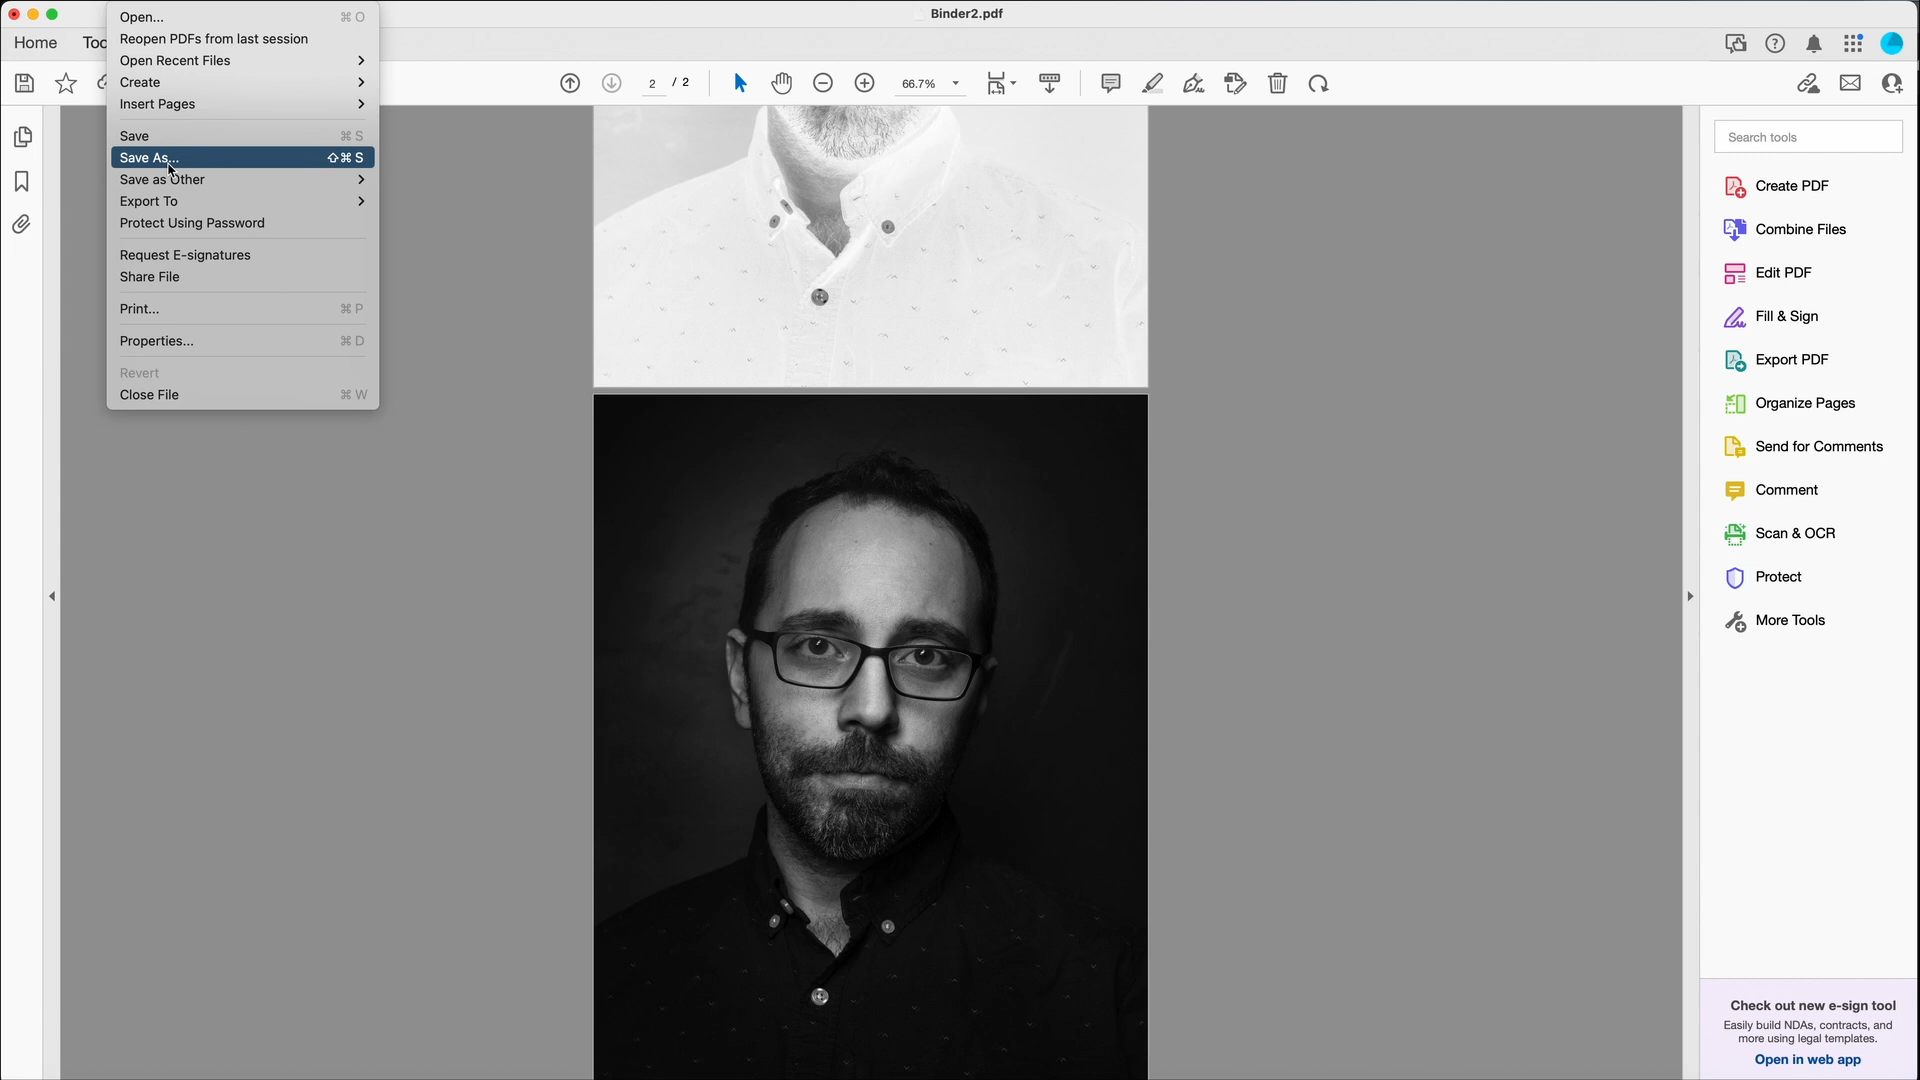 Binder2.pdf
Home
Too
2 / 2
66.7%
Open... ⌘ O
Reopen PDFs from last session
Open Recent Files
Create
Insert Pages
Save ⌘ S
Save As... ⇧⌘ S
Save as Other
Export To
Protect Using Password
Request E-signatures
Share File
Print... ⌘ P
Properties... ⌘ D
Revert
Close File ⌘ W
Search tools
Create PDF
Combine Files
Edit PDF
Fill & Sign
Export PDF
Organize Pages
Send for Comments
Comment
Scan & OCR
Protect
More Tools
Check out new e-sign tool
Easily build NDAs, contracts, and
more using legal templates.
Open in web app